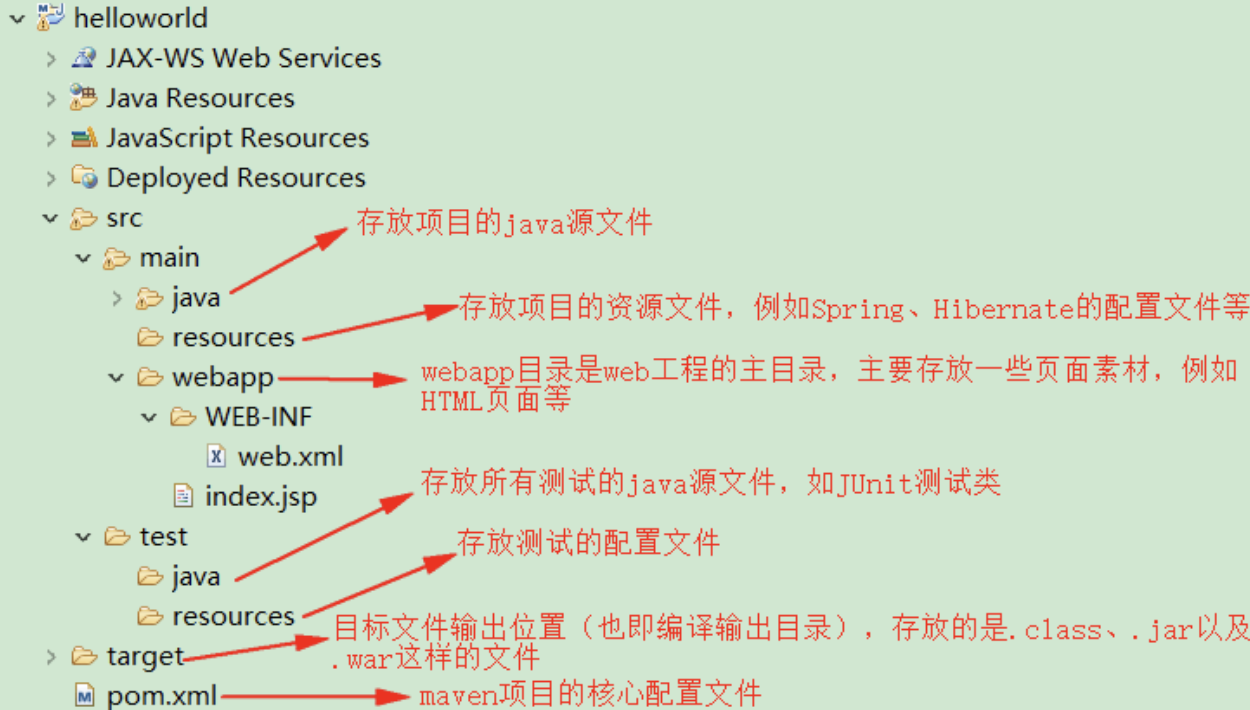 helloworld
JAX-WS Web Services
Java Resources
JavaScript Resources
Deployed Resources
src
存放项目的java源文件
main
java
存放项目的资源文件，例如Spring、Hibernate的配置文件等
resources
webapp目录是web工程的主目录，主要存放一些页面素材，例如
webapp
HTML页面等
WEB-INF
web.xml
存放所有测试的java源文件，如JUnit测试类
index.jsp
test
存放测试的配置文件
java
resources
目标文件输出位置（也即编译输出目录），存放的是.class、.jar以及
target
.war这样的文件
pom.xml
maven项目的核心配置文件